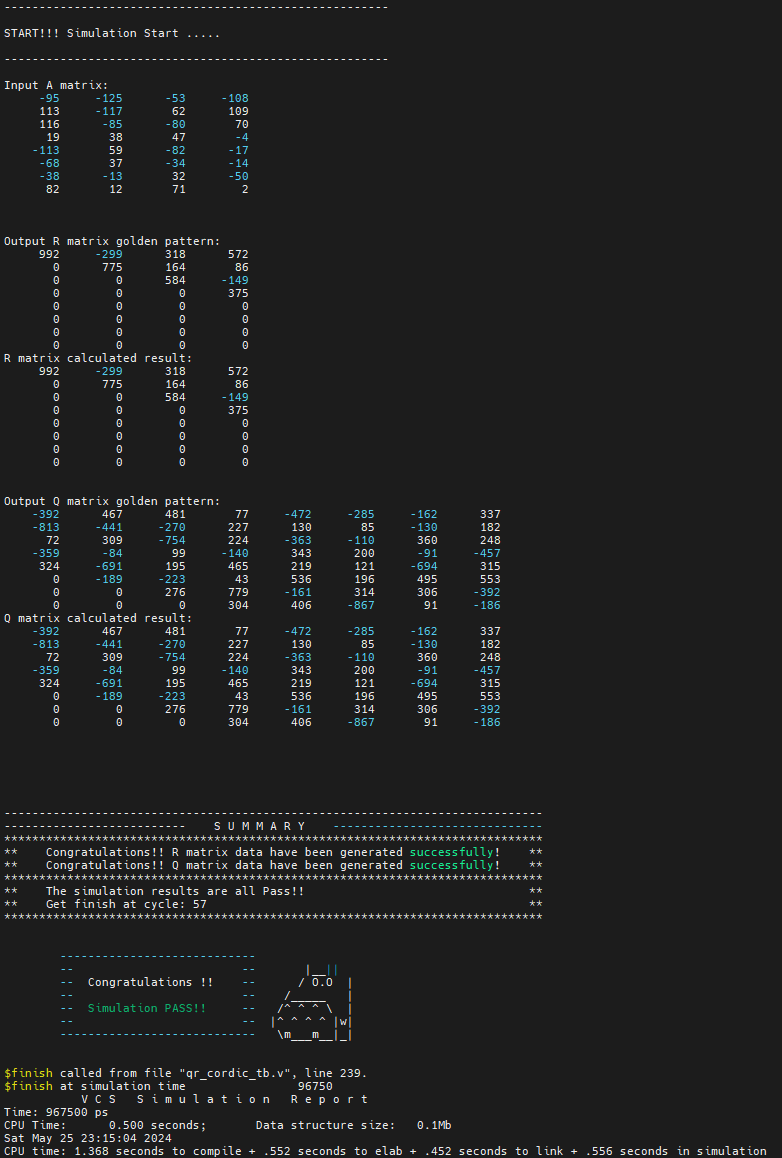 -------------------------------------------------------
START!!! Simulation Start .....
-------------------------------------------------------
Input A matrix:
-95 -125 -53 -108
113 -117 62 109
116 -85 -80 70
19 38 47 -4
-113 59 -82 -17
-68 37 -34 -14
-38 -13 32 -50
82 12 71 2
Output R matrix golden pattern:
992 -299 318 572
0 775 164 86
0 0 584 -149
0 0 0 375
0 0 0 0
0 0 0 0
0 0 0 0
0 0 0 0
R matrix calculated result:
992 -299 318 572
0 775 164 86
0 0 584 -149
0 0 0 375
0 0 0 0
0 0 0 0
0 0 0 0
0 0 0 0
Output Q matrix golden pattern:
-392 467 481 77 -472 -285 -162 337
-813 -441 -270 227 130 85 -130 182
72 309 -754 224 -363 -110 360 248
-359 -84 99 -140 343 200 -91 -457
324 -691 195 465 219 121 -694 315
0 -189 -223 43 536 196 495 553
0 0 276 779 -161 314 306 -392
0 0 0 304 406 -867 91 -186
Q matrix calculated result:
-392 467 481 77 -472 -285 -162 337
-813 -441 -270 227 130 85 -130 182
72 309 -754 224 -363 -110 360 248
-359 -84 99 -140 343 200 -91 -457
324 -691 195 465 219 121 -694 315
0 -189 -223 43 536 196 495 553
0 0 276 779 -161 314 306 -392
0 0 0 304 406 -867 91 -186
-----------------------------------------------------------------------------
-------------------------- S U M M A R Y ------------------------------
*****************************************************************************
** Congratulations!! R matrix data have been generated successfully! **
** Congratulations!! Q matrix data have been generated successfully! **
*****************************************************************************
** The simulation results are all Pass!! **
** Get finish at cycle: 57 **
*****************************************************************************
----------------------------
-- -- |__||
-- Congratulations !! -- / O.O |
-- -- /_____ |
-- Simulation PASS!! -- /^ ^ ^ \ |
-- -- |^ ^ ^ ^ |w|
---------------------------- \m___m__|_|
$finish called from file "qr_cordic_tb.v", line 239.
$finish at simulation time 96750
V C S S i m u l a t i o n R e p o r t
Time: 967500 ps
CPU Time: 0.500 seconds; Data structure size: 0.1Mb
Sat May 25 23:15:04 2024
CPU time: 1.368 seconds to compile + .552 seconds to elab + .452 seconds to link + .556 seconds in simulation